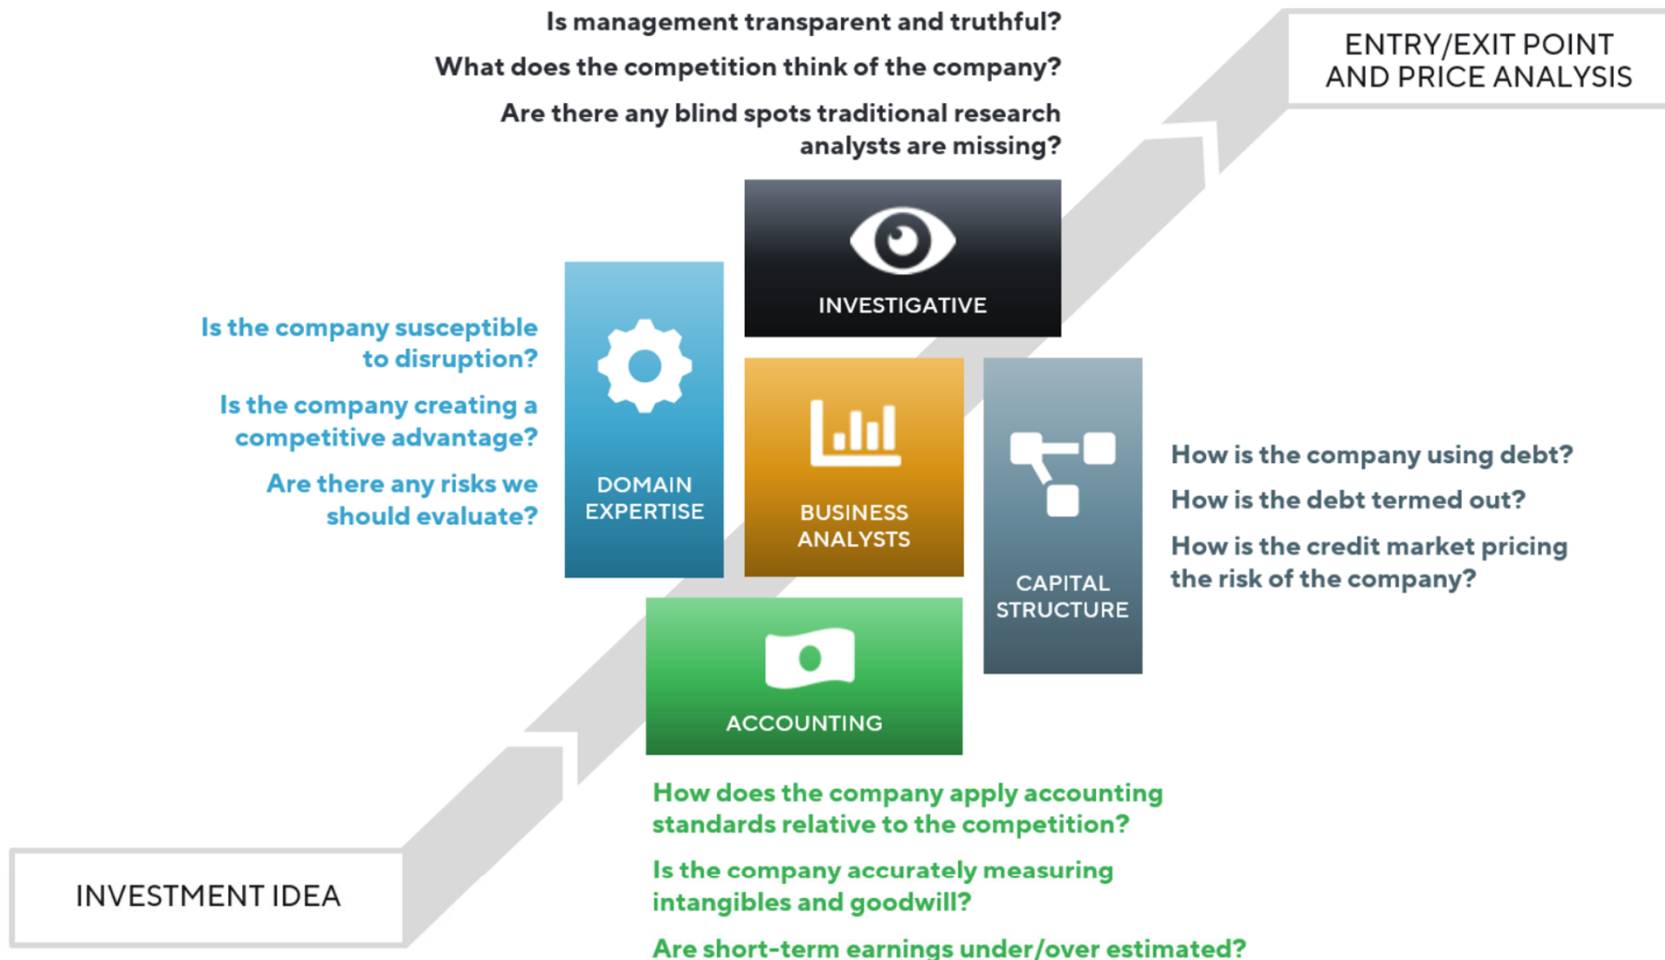 Is management transparent and truthful?
What does the competition think of the company?
Are there any blind spots traditional research
analysts are missing?
ENTRY/EXIT POINT
AND PRICE ANALYSIS
INVESTIGATIVE
Is the company susceptible
to disruption?
Is the company creating a
competitive advantage?
Are there any risks we
should evaluate?
DOMAIN
EXPERTISE
BUSINESS
ANALYSTS
CAPITAL
STRUCTURE
How is the company using debt?
How is the debt termed out?
How is the credit market pricing
the risk of the company?
ACCOUNTING
How does the company apply accounting
standards relative to the competition?
Is the company accurately measuring
intangibles and goodwill?
Are short-term earnings under/over estimated?
INVESTMENT IDEA